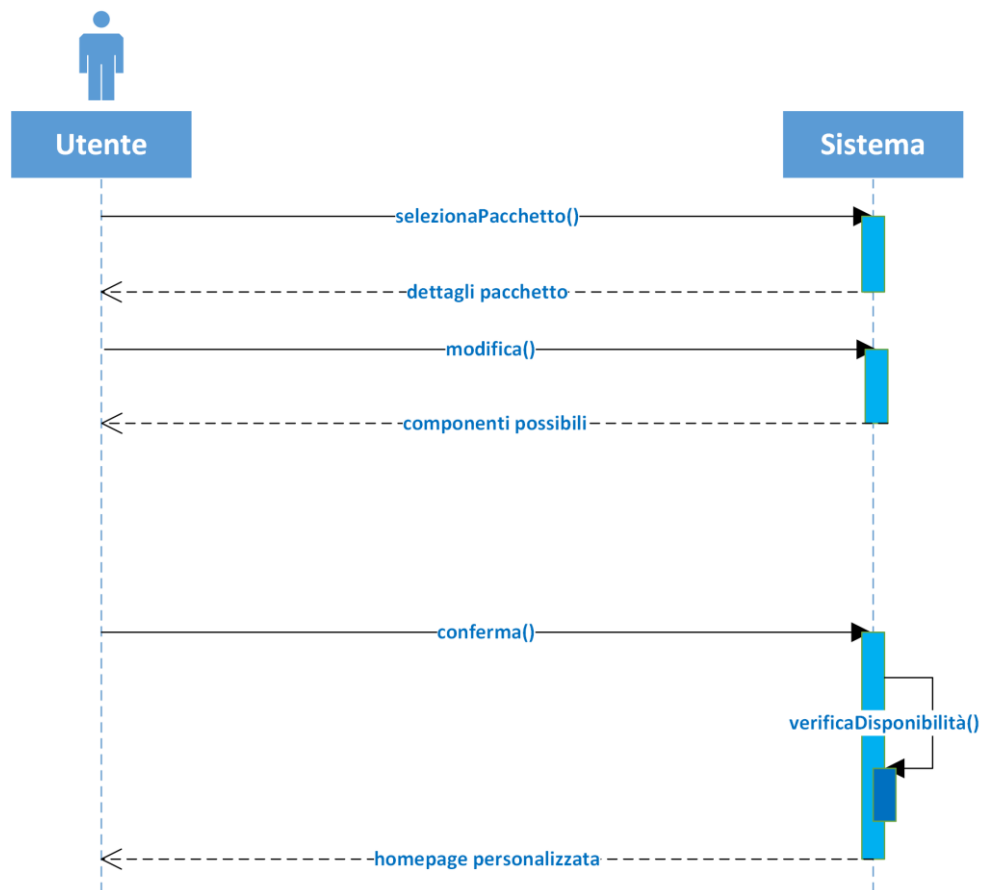 Utente
Sistema
selezionaPacchetto()
dettagli pacchetto
modifica()
componenti possibili
conferma()
verificaDisponibilità()
homepage personalizzata